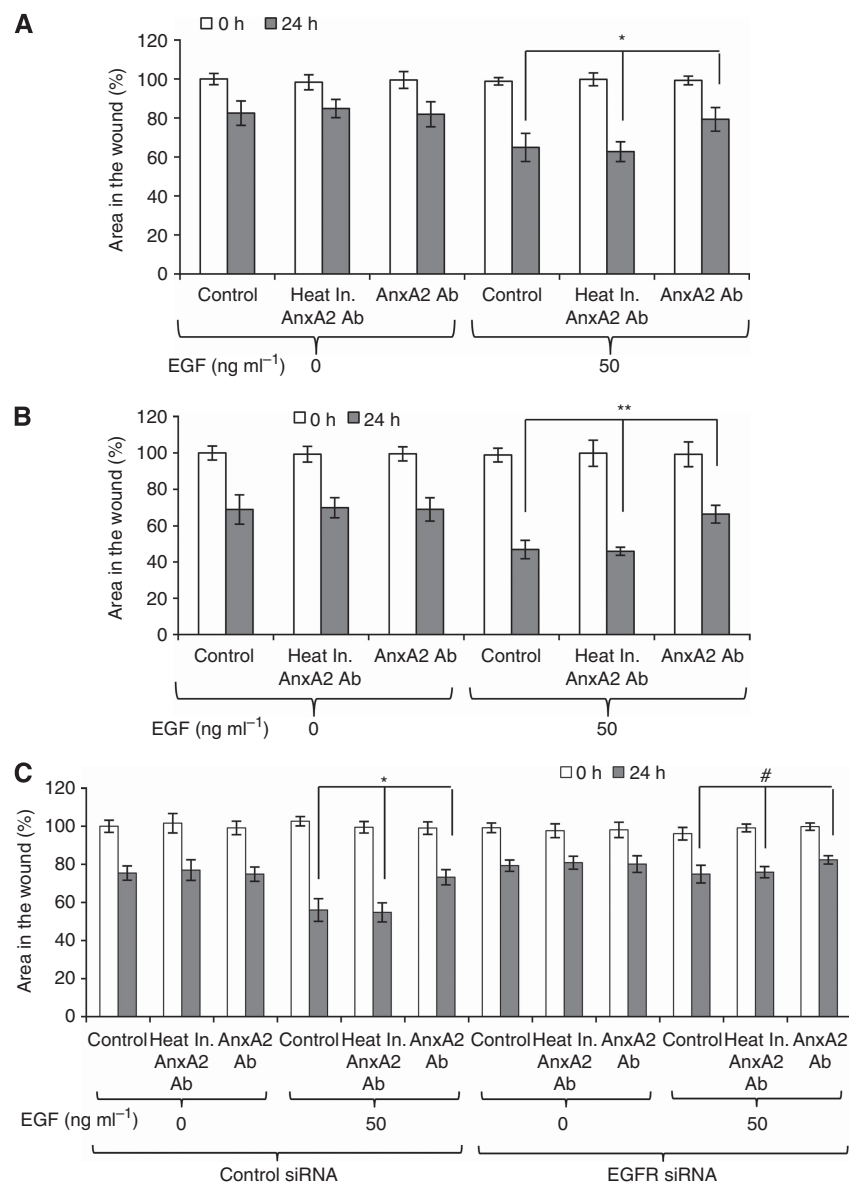 A
0 h 24 h
Area in the wound (%)
120
100
80
60
40
20
0
*
Control Heat In. AnxA2 Ab AnxA2 Ab Control Heat In. AnxA2 Ab AnxA2 Ab
EGF (ng ml⁻¹) 0 50
B
0 h 24 h
Area in the wound (%)
120
100
80
60
40
20
0
**
Control Heat In. AnxA2 Ab AnxA2 Ab Control Heat In. AnxA2 Ab AnxA2 Ab
EGF (ng ml⁻¹) 0 50
C
0 h 24 h
Area in the wound (%)
120
100
80
60
40
20
0
* #
Control Heat In. AnxA2 Ab AnxA2 Ab Control Heat In. AnxA2 Ab AnxA2 Ab Control Heat In. AnxA2 Ab AnxA2 Ab Control Heat In. AnxA2 Ab AnxA2 Ab
EGF (ng ml⁻¹) 0 50 0 50
Control siRNA EGFR siRNA